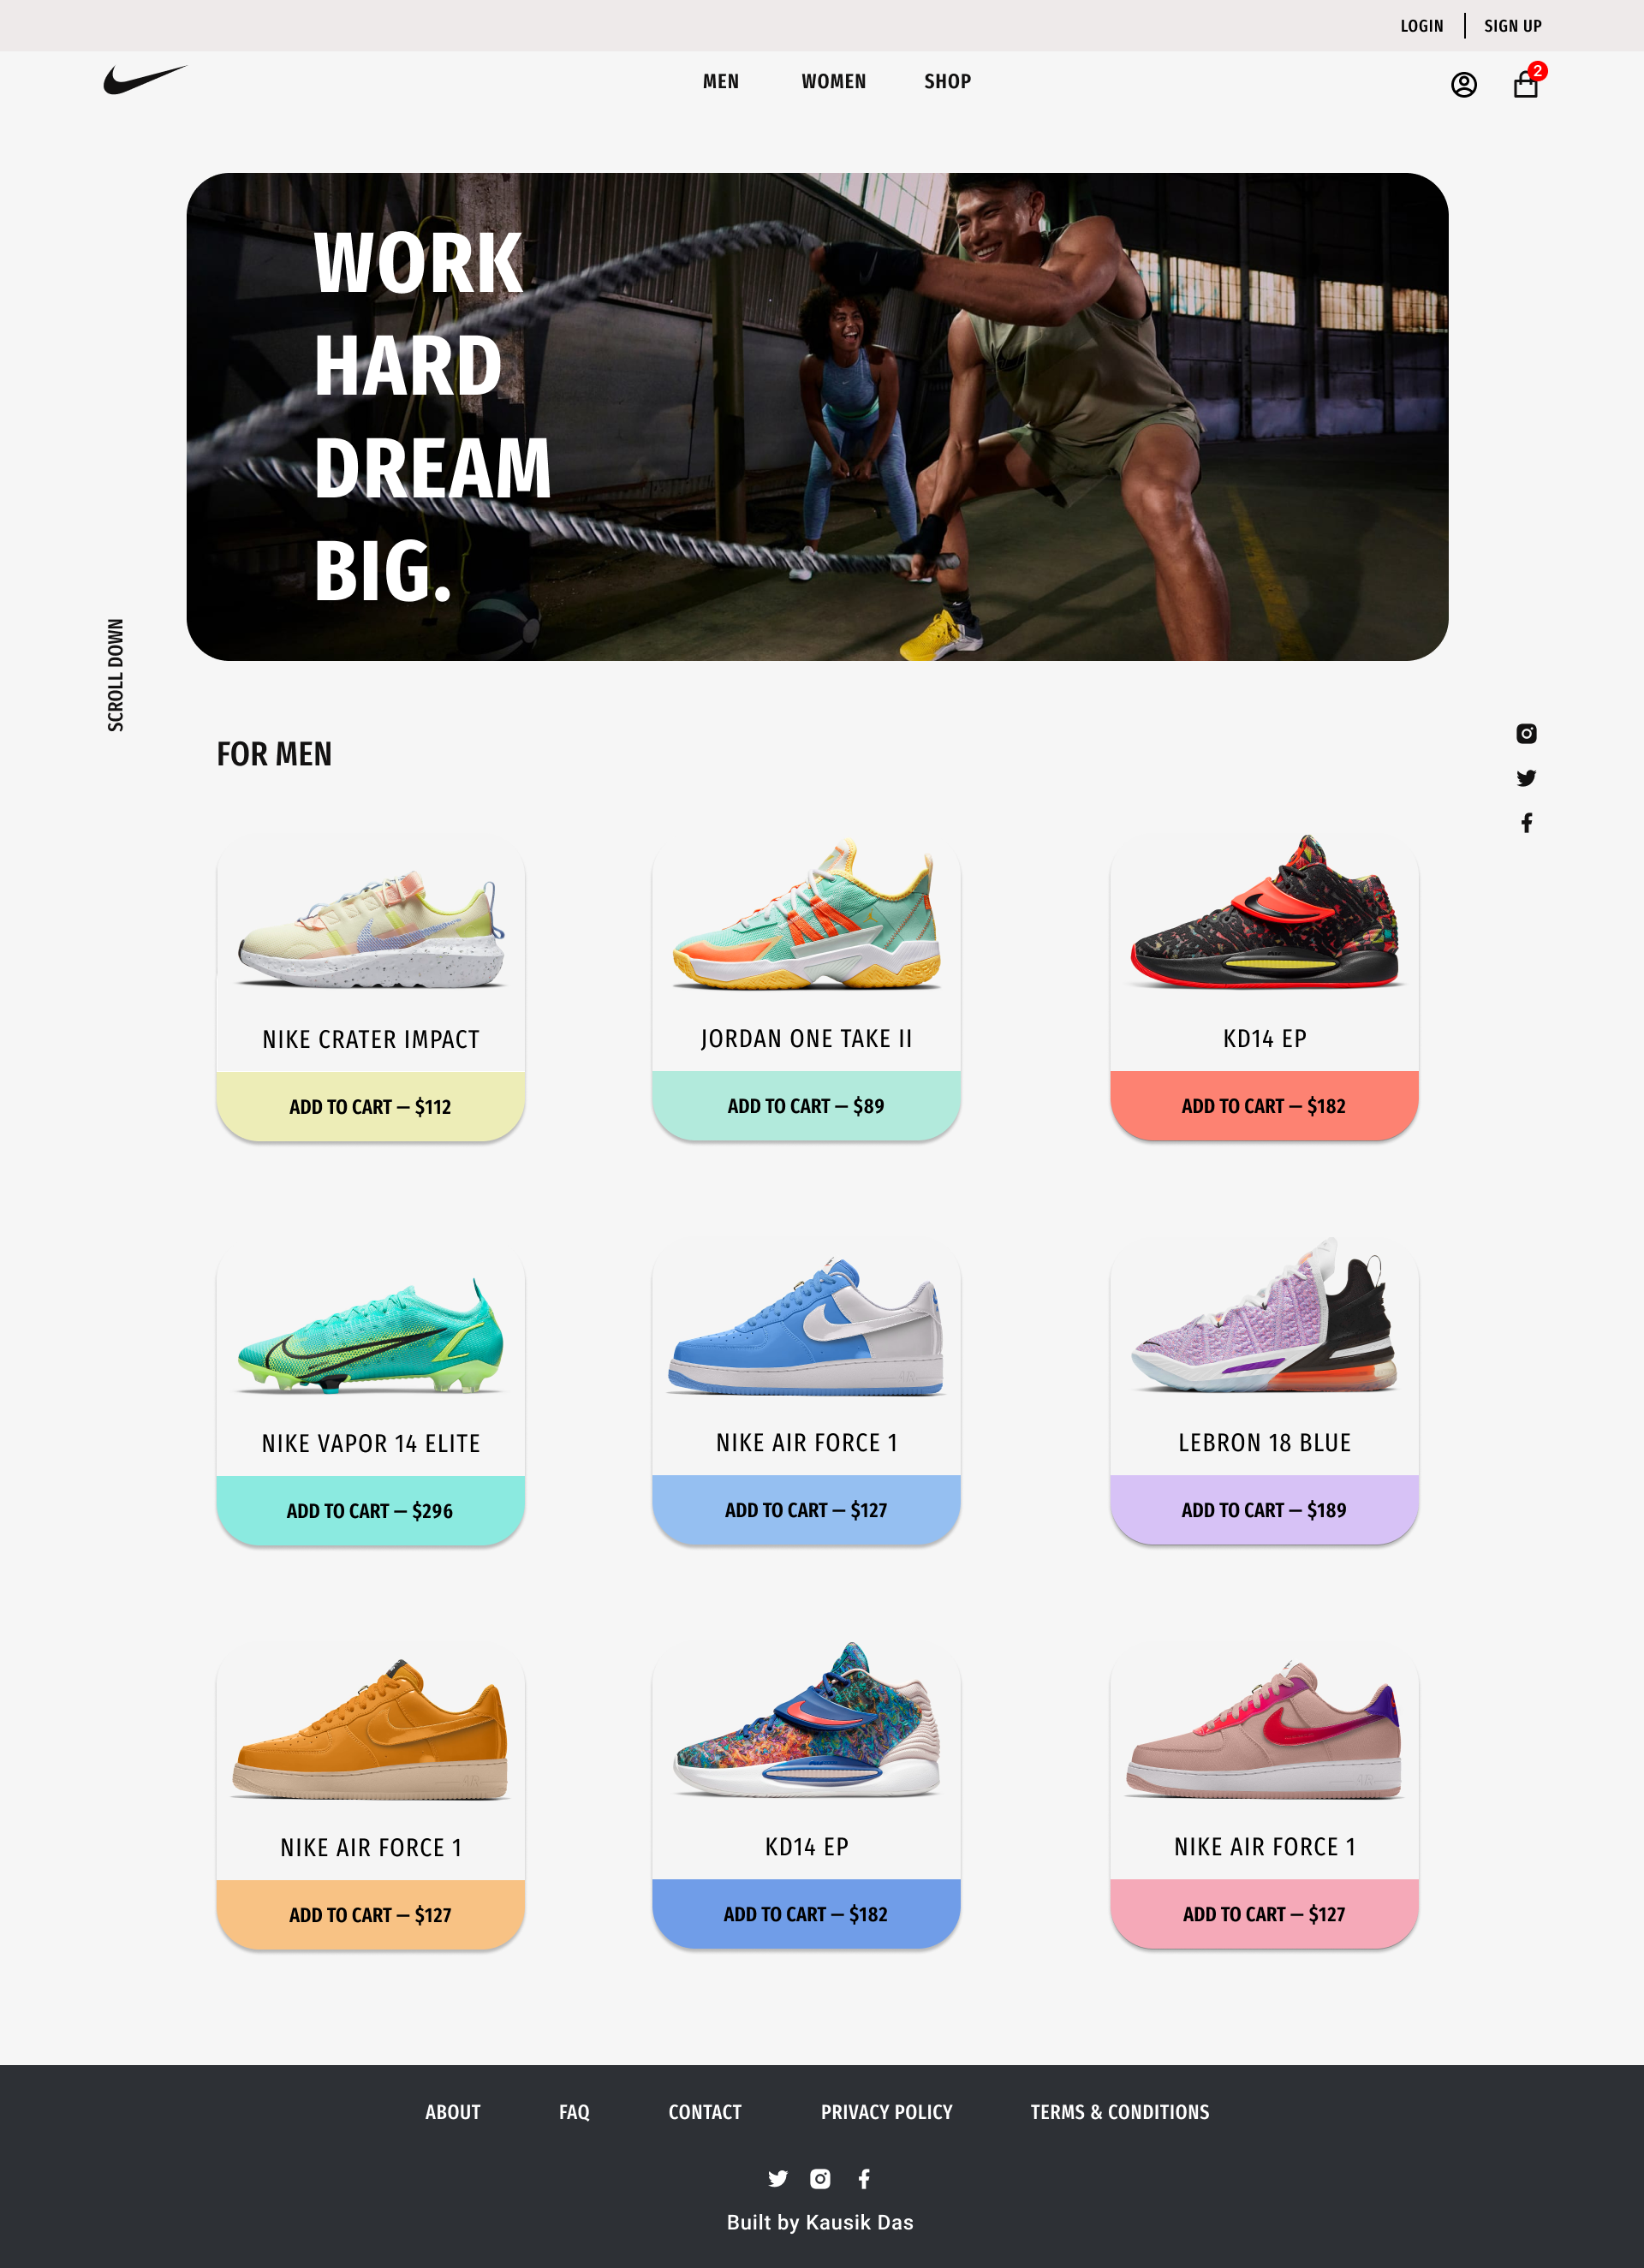 LOGIN
SIGN UP
MEN
WOMEN
SHOP
2
WORK
HARD
DREAM
BIG.
SCROLL DOWN
FOR MEN
NIKE CRATER IMPACT
ADD TO CART — $112
JORDAN ONE TAKE II
ADD TO CART — $89
KD14 EP
ADD TO CART — $182
NIKE VAPOR 14 ELITE
ADD TO CART — $296
NIKE AIR FORCE 1
ADD TO CART — $127
LEBRON 18 BLUE
ADD TO CART — $189
NIKE AIR FORCE 1
ADD TO CART — $127
KD14 EP
ADD TO CART — $182
NIKE AIR FORCE 1
ADD TO CART — $127
ABOUT
FAQ
CONTACT
PRIVACY POLICY
TERMS & CONDITIONS
Built by Kausik Das